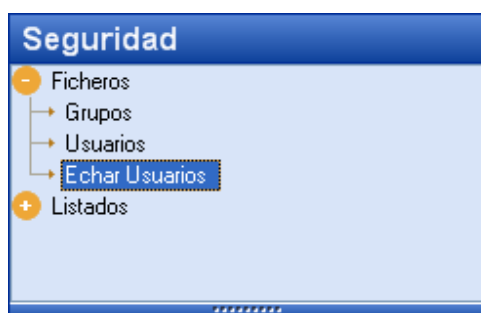 Seguridad
Ficheros
Grupos
Usuarios
Echar Usuarios
Listados